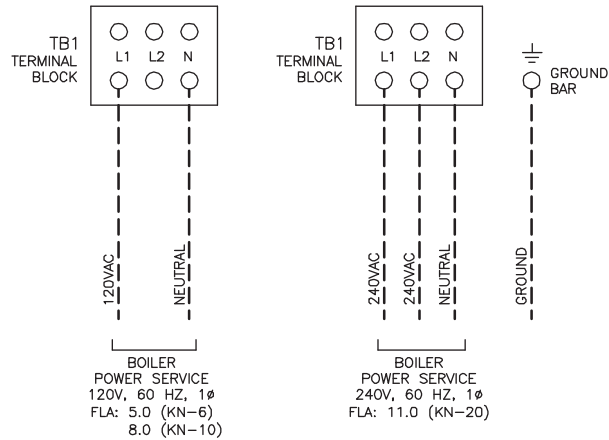 TB1
TERMINAL
BLOCK
L1 L2 N
120VAC
NEUTRAL
BOILER
POWER SERVICE
120V, 60 HZ, 1ø
FLA: 5.0 (KN-6)
8.0 (KN-10)
TB1
TERMINAL
BLOCK
L1 L2 N
240VAC
240VAC
NEUTRAL
BOILER
POWER SERVICE
240V, 60 HZ, 1ø
FLA: 11.0 (KN-20)
GROUND
BAR
GROUND